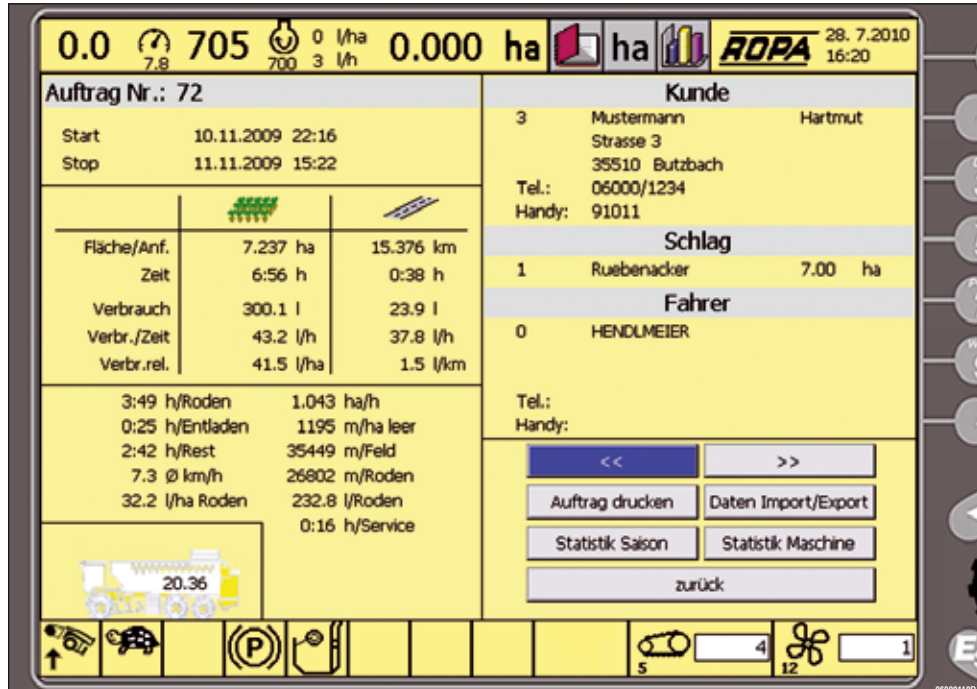 0.0 7.8 705 700 0 l/ha 3 l/h 0.000 ha ha ROPA 28. 7.2010 16:20
Auftrag Nr.: 72
Start 10.11.2009 22:16
Stop 11.11.2009 15:22
Fläche/Anf. 7.237 ha 15.376 km
Zeit 6:56 h 0:38 h
Verbrauch 300.1 l 23.9 l
Verbr./Zeit 43.2 l/h 37.8 l/h
Verbr.rel. 41.5 l/ha 1.5 l/km
3:49 h/Roden 1.043 ha/h
0:25 h/Entladen 1195 m/ha leer
2:42 h/Rest 35449 m/Feld
7.3 Ø km/h 26802 m/Roden
32.2 l/ha Roden 232.8 l/Roden
0:16 h/Service
20.36
Kunde
3 Mustermann Hartmut
Strasse 3
35510 Butzbach
Tel.: 06000/1234
Handy: 91011
Schlag
1 Ruebenacker 7.00 ha
Fahrer
0 HENDLMEIER
Tel.:
Handy:
<< >>
Auftrag drucken Daten Import/Export
Statistik Saison Statistik Maschine
zurück
P 5 4 12 1